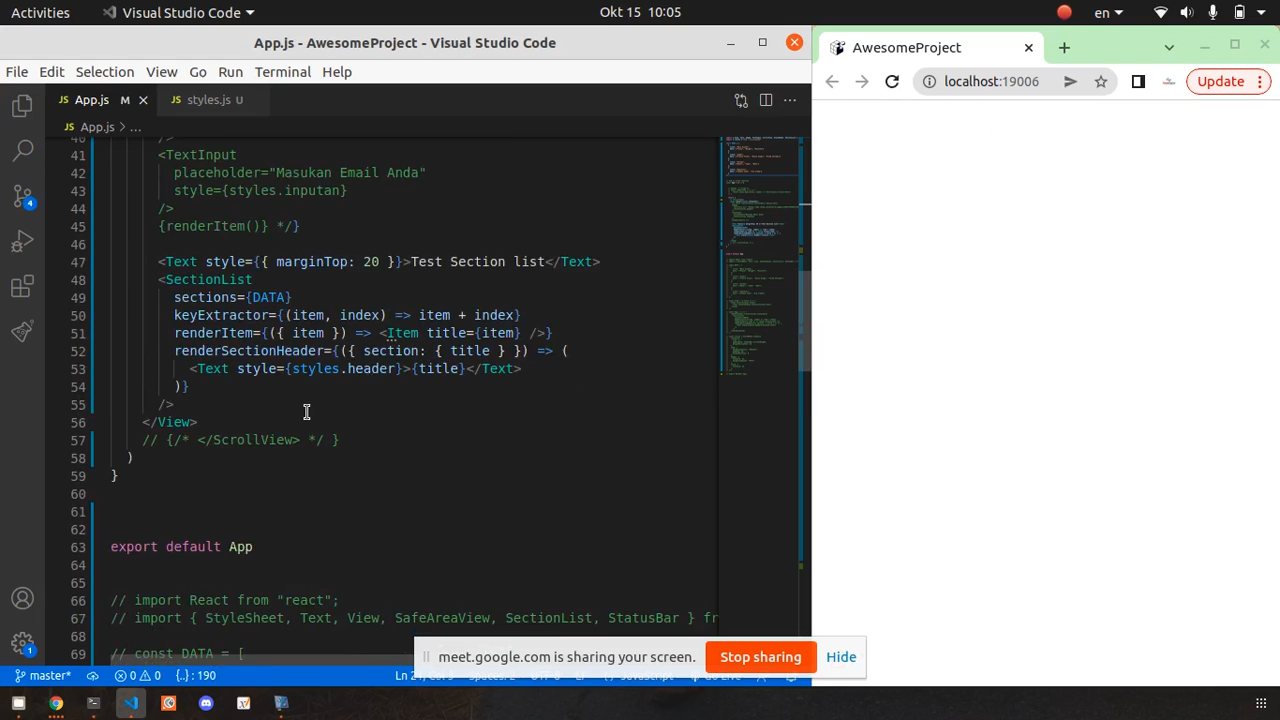 Activities
Visual Studio Code
Okt 15 10:05
en
App.js - AwesomeProject - Visual Studio Code
File Edit Selection View Go Run Terminal Help
App.js M
styles.js U
App.js > ...
40 />
41 <TextInput
42 placeholder="Masukan Email Anda"
43 style={styles.inputan}
44 />
45 {renderItem()} */}
46
47 <Text style={{ marginTop: 20 }}>Test Section list</Text>
48 <SectionList
49 sections={DATA}
50 keyExtractor={(item, index) => item + index}
51 renderItem={({ item }) => <Item title={item} />}
52 renderSectionHeader={({ section: { title } }) => (
53 <Text style={styles.header}>{title}</Text>
54 )}
55 />
56 </View>
57 // {/* </ScrollView> */ }
58 )
59 }
60
61
62
63 export default App
64
65
66 // import React from "react";
67 // import { StyleSheet, Text, View, SafeAreaView, SectionList, StatusBar } fr
68
69 // const DATA = [
4
1
master*
0 0
{..} : 190
AwesomeProject
localhost:19006
Update
meet.google.com is sharing your screen.
Stop sharing
Hide